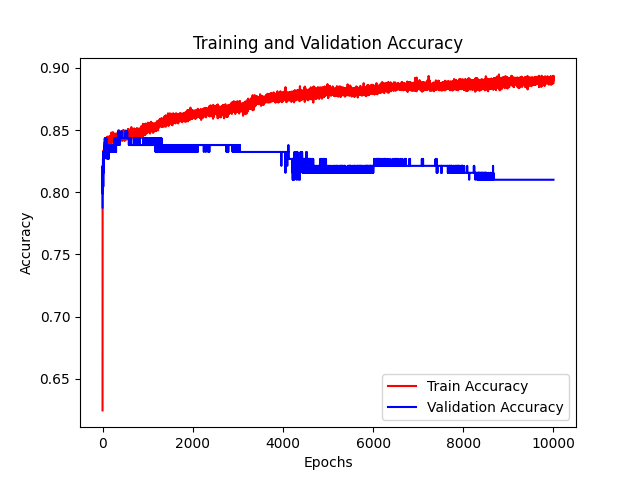 Training and Validation Accuracy
0.90
0.85
0.80
0.75
0.70
0.65
Accuracy
0
2000
4000
6000
8000
10000
Epochs
Train Accuracy
Validation Accuracy